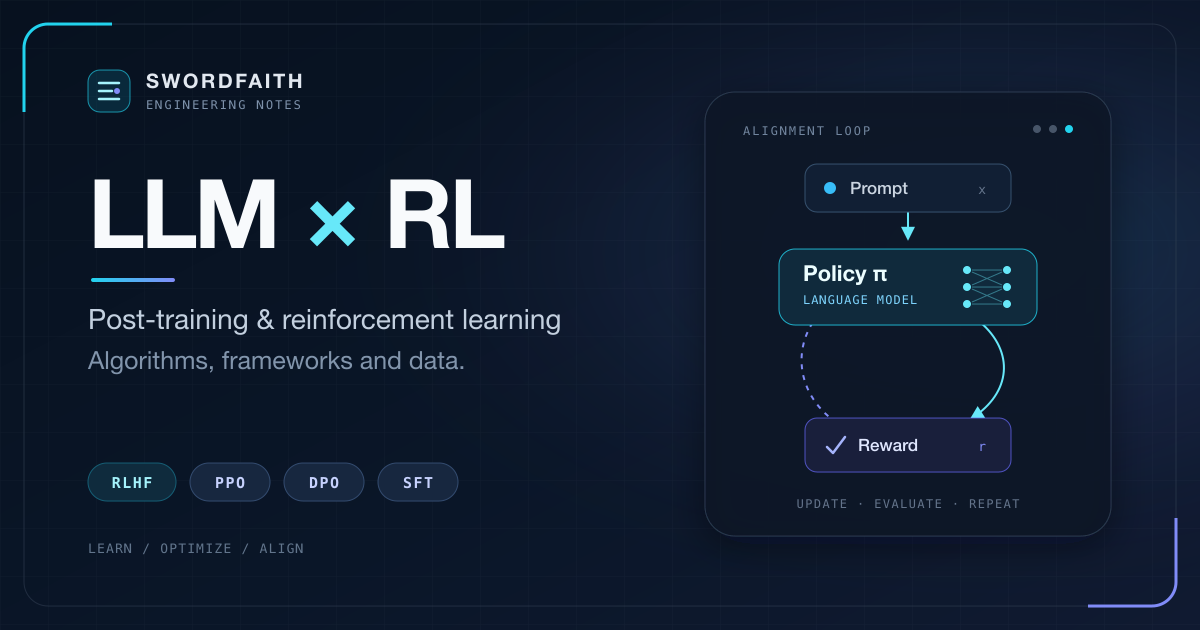 SWORDFAITH
ENGINEERING NOTES
LLM × RL
Post-training & reinforcement learning
Algorithms, frameworks and data.
RLHF
PPO
DPO
SFT
LEARN / OPTIMIZE / ALIGN
ALIGNMENT LOOP
Prompt x
Policy π
LANGUAGE MODEL
Reward r
UPDATE · EVALUATE · REPEAT